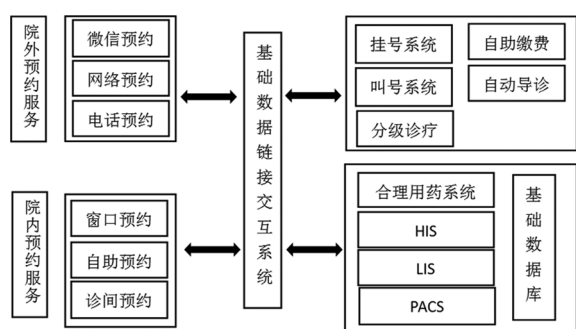 院外预约服务
微信预约
网络预约
电话预约
院内预约服务
窗口预约
自助预约
诊间预约
基础数据链接交互系统
挂号系统
自助缴费
叫号系统
自动导诊
分级诊疗
合理用药系统
HIS
LIS
PACS
基础数据库